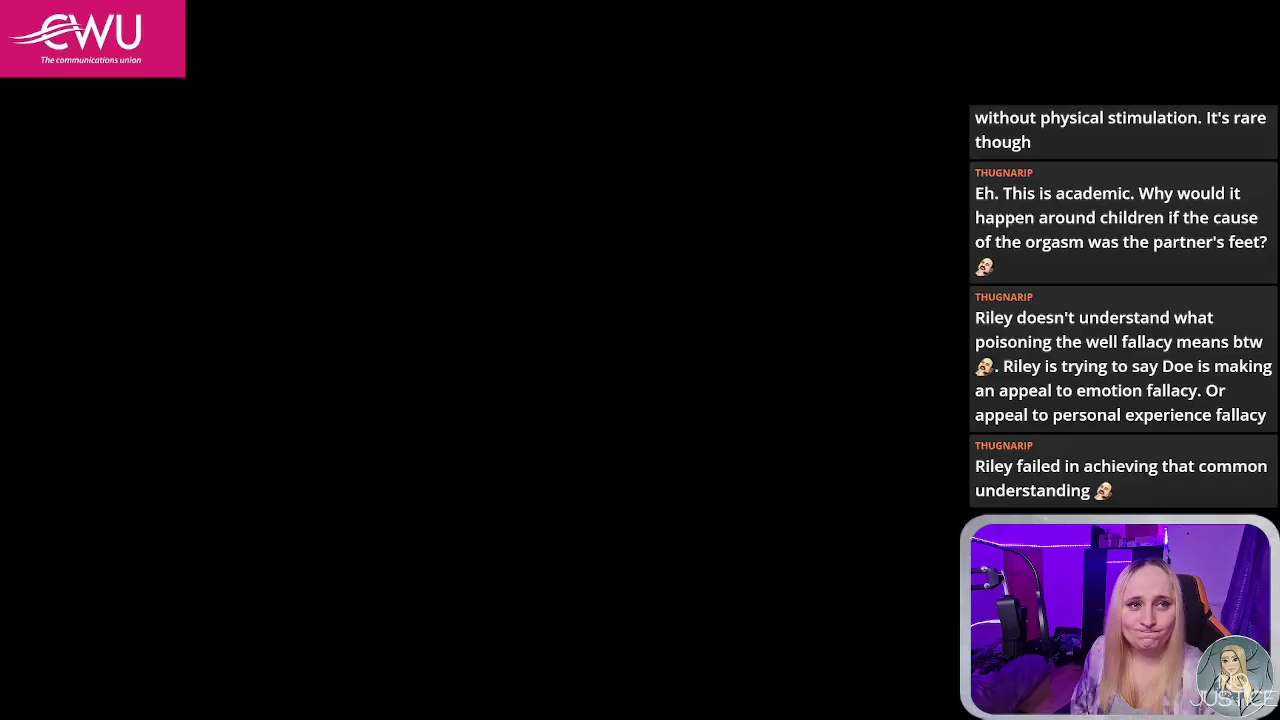 CWU
The communications union
without physical stimulation. It's rare
though
THUGNARIP
Eh. This is academic. Why would it
happen around children if the cause
of the orgasm was the partner's feet?
THUGNARIP
Riley doesn't understand what
poisoning the well fallacy means btw
. Riley is trying to say Doe is making
an appeal to emotion fallacy. Or
appeal to personal experience fallacy
THUGNARIP
Riley failed in achieving that common
understanding
JUSTICE